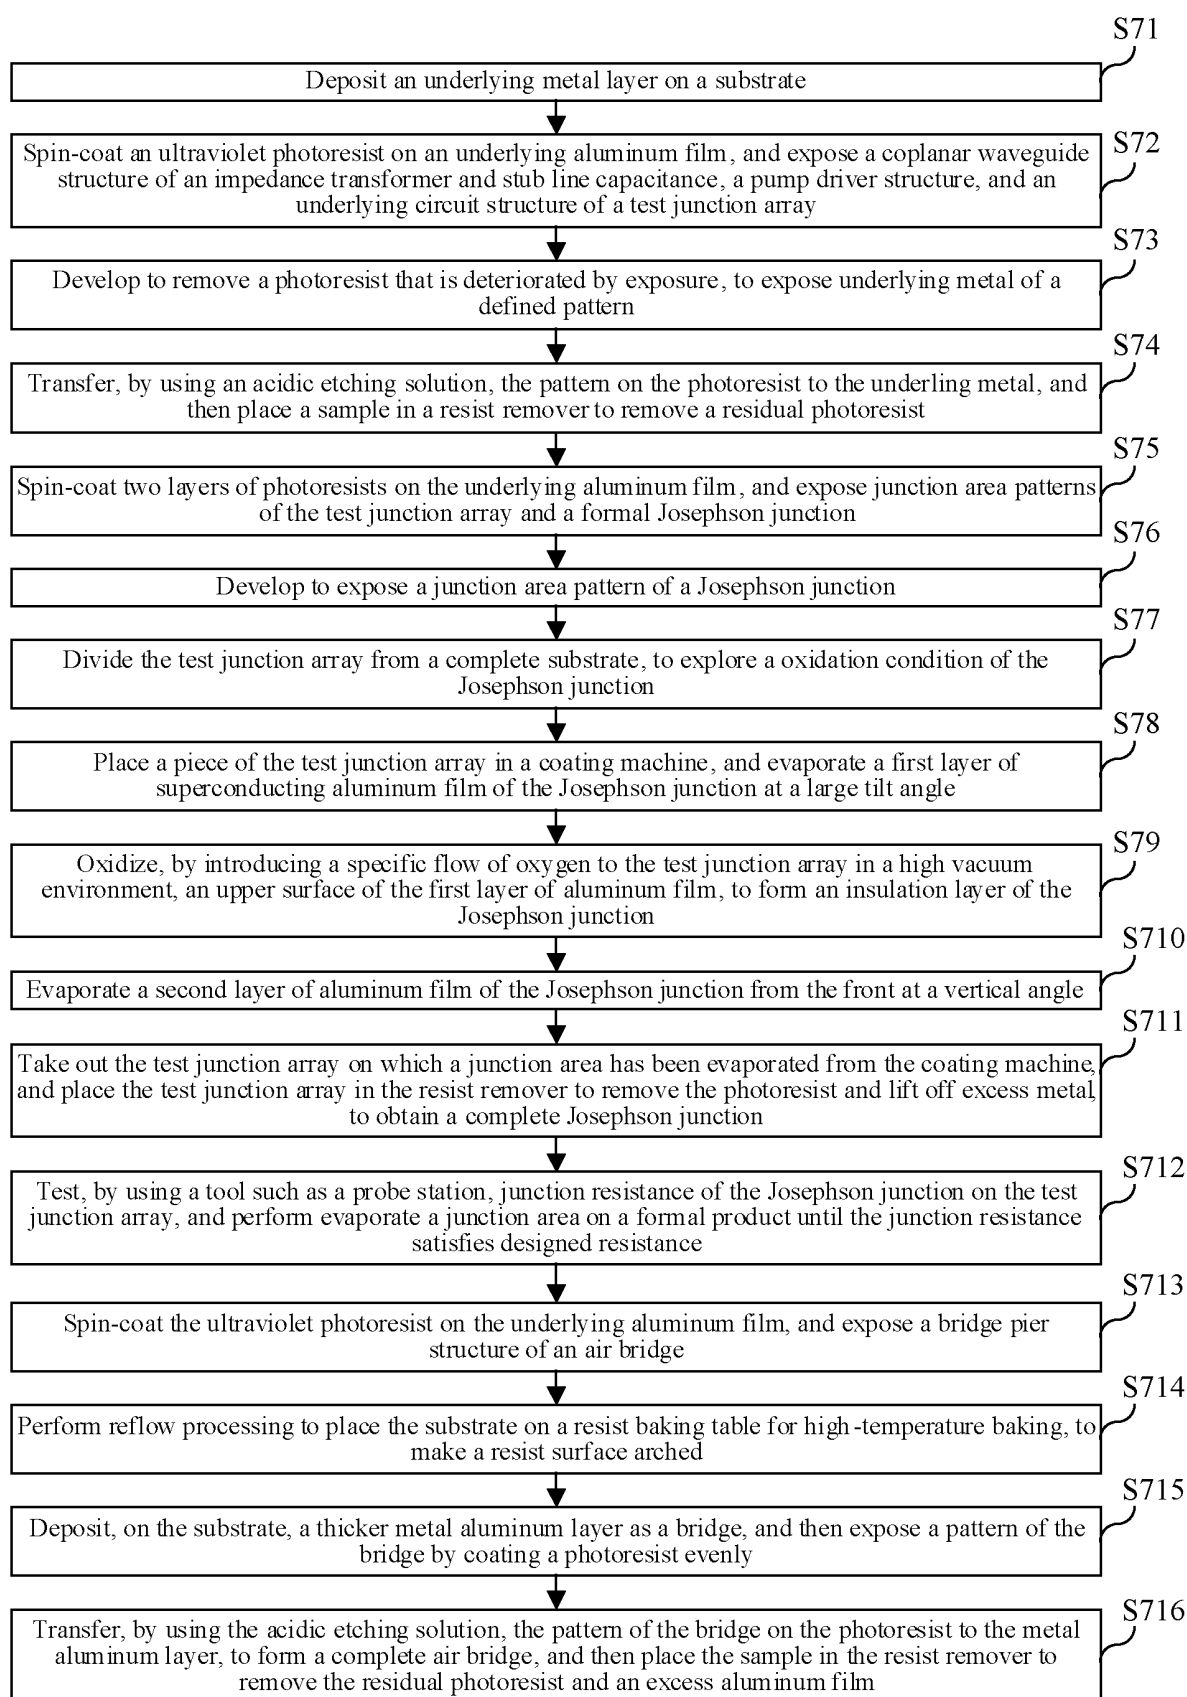 S71
Deposit an underlying metal layer on a substrate
S72
Spin-coat an ultraviolet photoresist on an underlying aluminum film, and expose a coplanar waveguide
structure of an impedance transformer and stub line capacitance, a pump driver structure, and an
underlying circuit structure of a test junction array
S73
Develop to remove a photoresist that is deteriorated by exposure, to expose underlying metal of a
defined pattern
S74
Transfer, by using an acidic etching solution, the pattern on the photoresist to the underling metal, and
then place a sample in a resist remover to remove a residual photoresist
S75
Spin-coat two layers of photoresists on the underlying aluminum film, and expose junction area patterns
of the test junction array and a formal Josephson junction
S76
Develop to expose a junction area pattern of a Josephson junction
S77
Divide the test junction array from a complete substrate, to explore a oxidation condition of the
Josephson junction
S78
Place a piece of the test junction array in a coating machine, and evaporate a first layer of
superconducting aluminum film of the Josephson junction at a large tilt angle
S79
Oxidize, by introducing a specific flow of oxygen to the test junction array in a high vacuum
environment, an upper surface of the first layer of aluminum film, to form an insulation layer of the
Josephson junction
S710
Evaporate a second layer of aluminum film of the Josephson junction from the front at a vertical angle
S711
Take out the test junction array on which a junction area has been evaporated from the coating machine,
and place the test junction array in the resist remover to remove the photoresist and lift off excess metal,
to obtain a complete Josephson junction
S712
Test, by using a tool such as a probe station, junction resistance of the Josephson junction on the test
junction array, and perform evaporate a junction area on a formal product until the junction resistance
satisfies designed resistance
S713
Spin-coat the ultraviolet photoresist on the underlying aluminum film, and expose a bridge pier
structure of an air bridge
S714
Perform reflow processing to place the substrate on a resist baking table for high-temperature baking, to
make a resist surface arched
S715
Deposit, on the substrate, a thicker metal aluminum layer as a bridge, and then expose a pattern of the
bridge by coating a photoresist evenly
S716
Transfer, by using the acidic etching solution, the pattern of the bridge on the photoresist to the metal
aluminum layer, to form a complete air bridge, and then place the sample in the resist remover to
remove the residual photoresist and an excess aluminum film